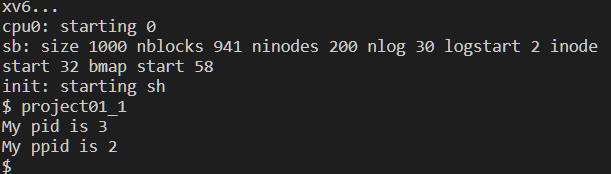 xv6...
cpu0: starting 0
sb: size 1000 nblocks 941 ninodes 200 nlog 30 logstart 2 inode
start 32 bmap start 58
init: starting sh
$ project01_1
My pid is 3
My ppid is 2
$